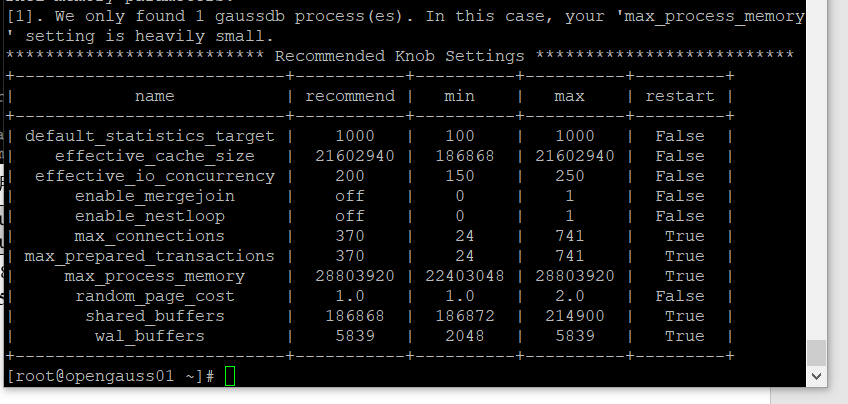 [1]. We only found 1 gaussdb process(es). In this case, your 'max_process_memory
' setting is heavily small.
************************** Recommended Knob Settings **************************
+---------------------------+-----------+----------+----------+---------+
| name | recommend | min | max | restart |
+---------------------------+-----------+----------+----------+---------+
| default_statistics_target | 1000 | 100 | 1000 | False |
| effective_cache_size | 21602940 | 186868 | 21602940 | False |
| effective_io_concurrency | 200 | 150 | 250 | False |
| enable_mergejoin | off | 0 | 1 | False |
| enable_nestloop | off | 0 | 1 | False |
| max_connections | 370 | 24 | 741 | True |
| max_prepared_transactions | 370 | 24 | 741 | True |
| max_process_memory | 28803920 | 22403048 | 28803920 | True |
| random_page_cost | 1.0 | 1.0 | 2.0 | False |
| shared_buffers | 186868 | 186872 | 214900 | True |
| wal_buffers | 5839 | 2048 | 5839 | True |
+---------------------------+-----------+----------+----------+---------+
[root@opengauss01 ~]#